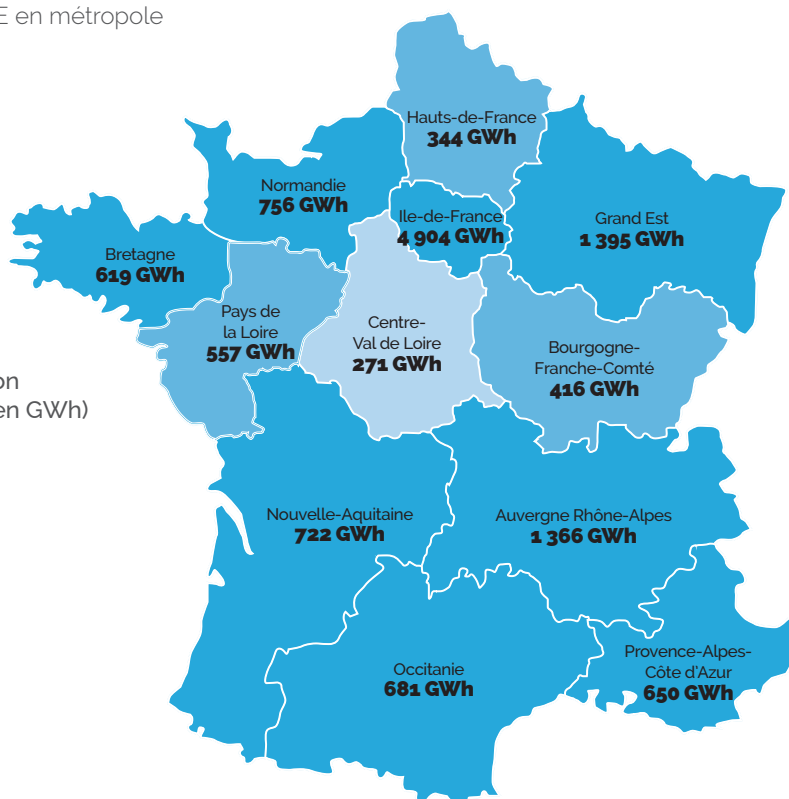 E en métropole
Hauts-de-France
344 GWh
Normandie
756 GWh
Ile-de-France
4 904 GWh
Grand Est
1 395 GWh
Bretagne
619 GWh
Pays de
la Loire
557 GWh
Centre-
Val de Loire
271 GWh
Bourgogne-
Franche-Comté
416 GWh
on
en GWh)
Nouvelle-Aquitaine
722 GWh
Auvergne Rhône-Alpes
1 366 GWh
Occitanie
681 GWh
Provence-Alpes-
Côte d'Azur
650 GWh